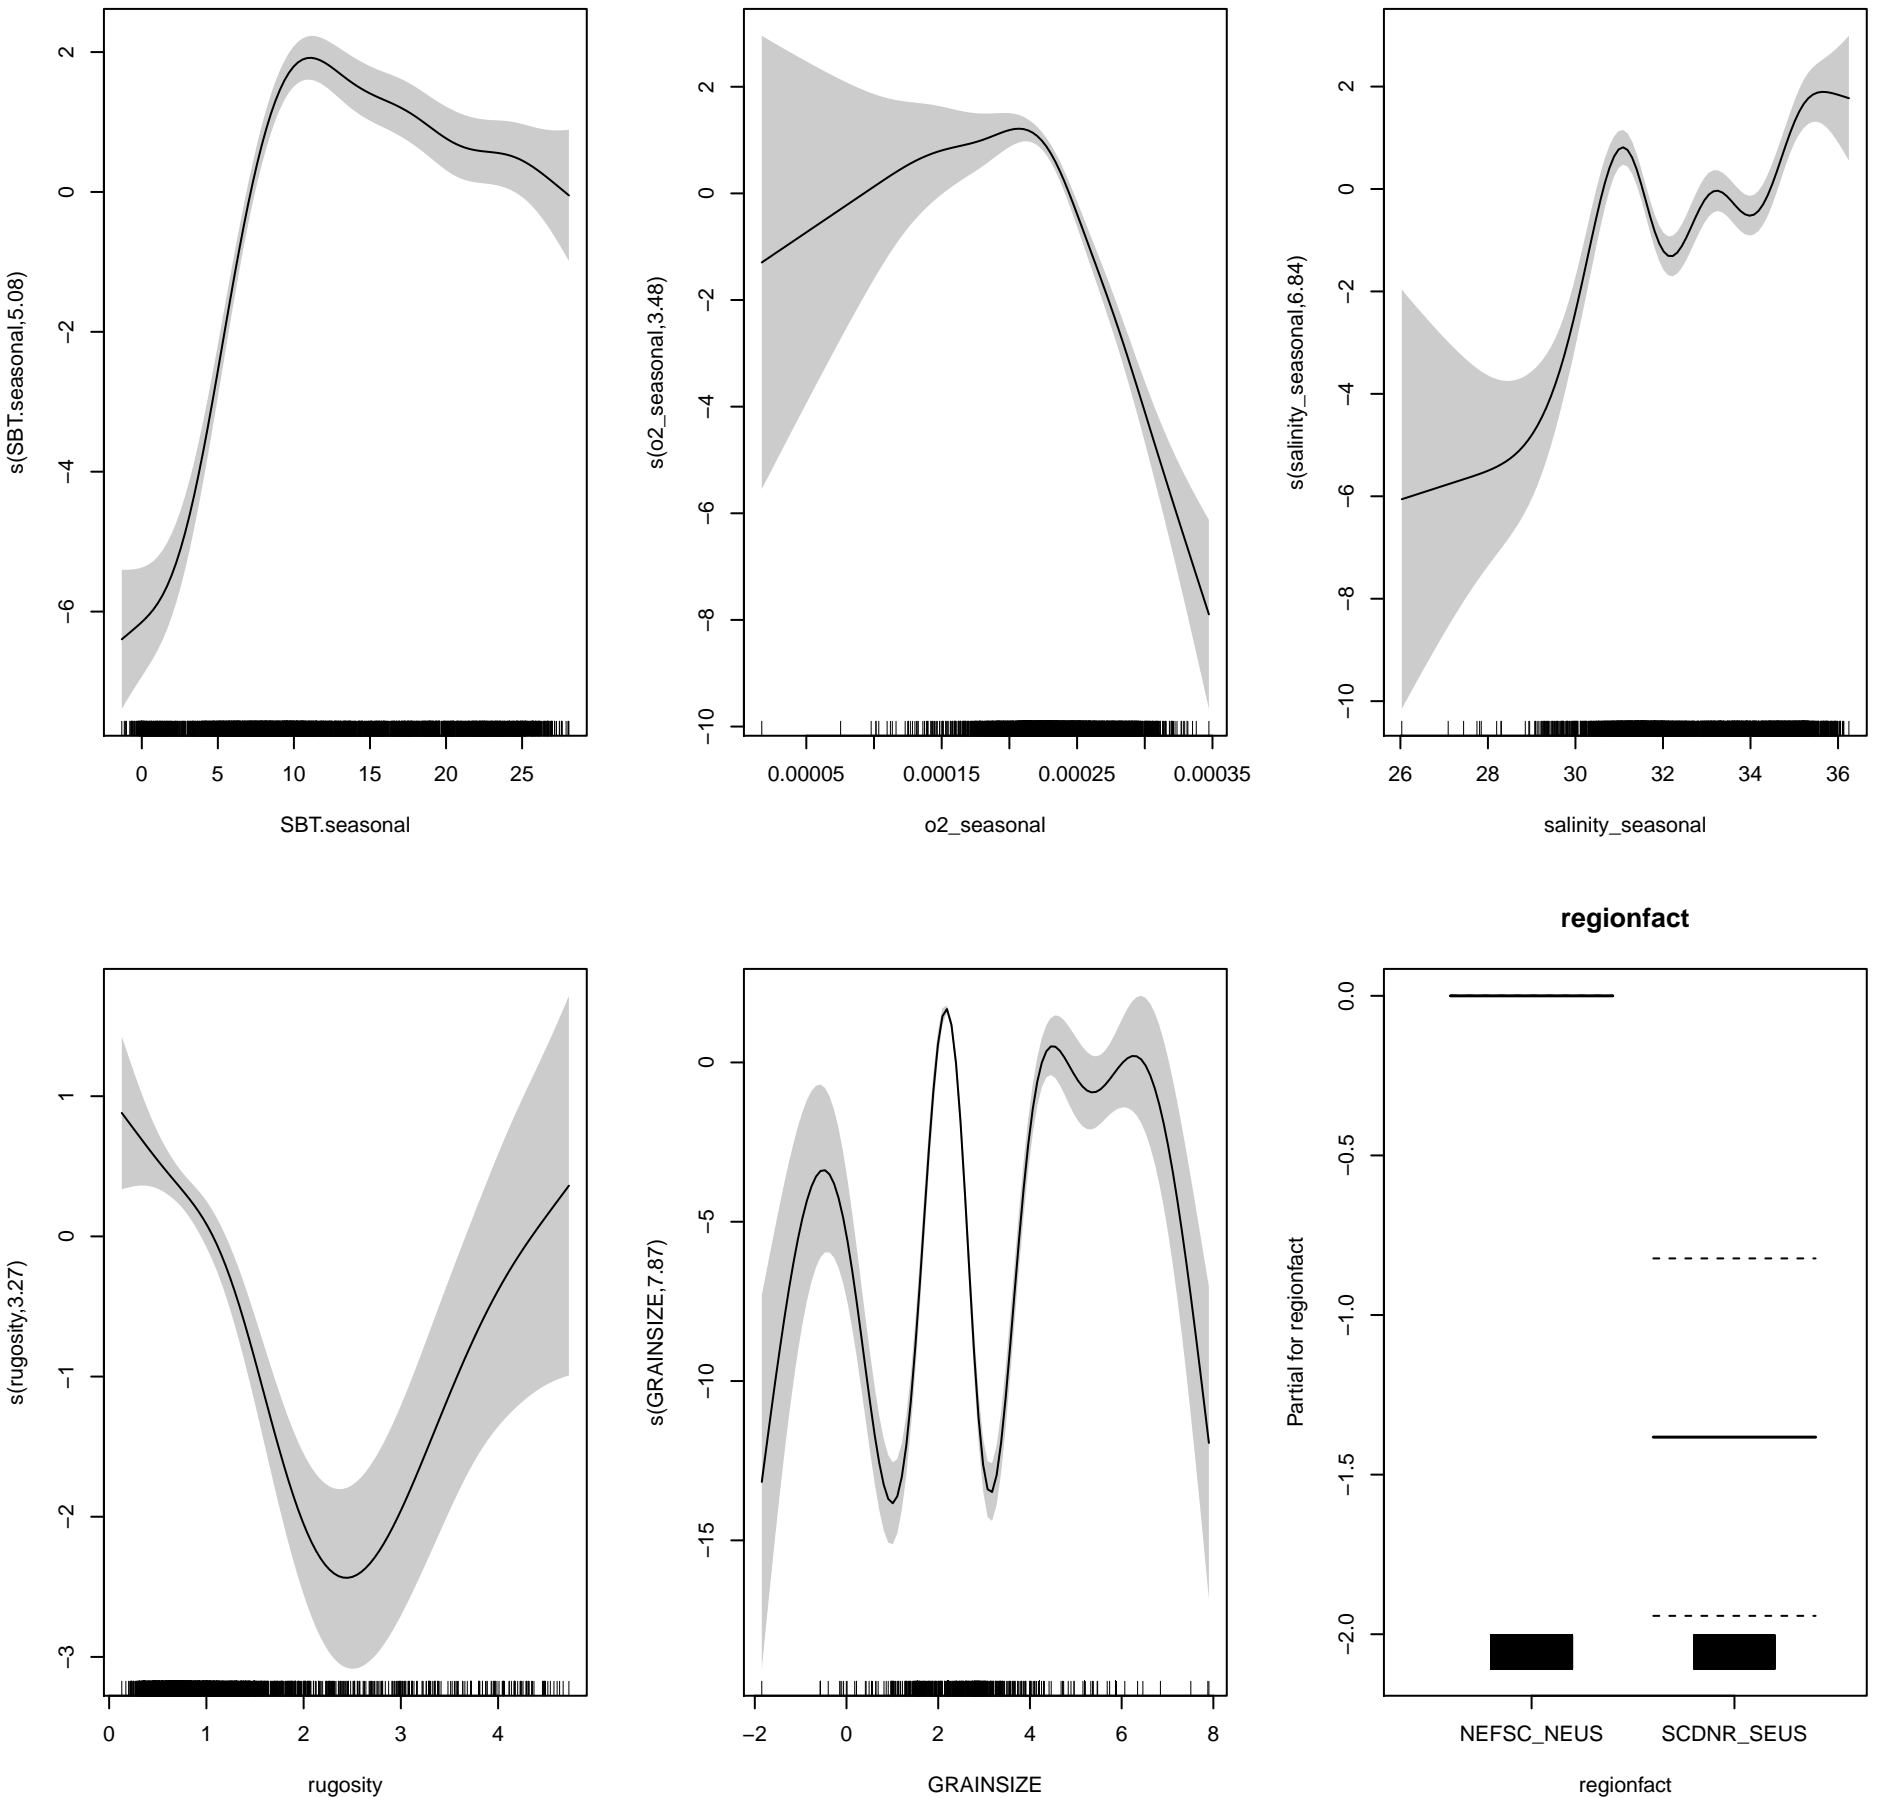 s(SBT.seasonal,5.08)
2
0
−2
−4
−6
0 5 10 15 20 25
SBT.seasonal
s(o2_seasonal,3.48)
2
0
−2
−4
−6
−8
−10
0.00005 0.00015 0.00025 0.00035
o2_seasonal
s(salinity_seasonal,6.84)
2
0
−2
−4
−6
−8
−10
26 28 30 32 34 36
salinity_seasonal
s(rugosity,3.27)
1
0
−1
−2
−3
0 1 2 3 4
rugosity
s(GRAINSIZE,7.87)
0
−5
−10
−15
−2 0 2 4 6 8
GRAINSIZE
regionfact
Partial for regionfact
0.0
−0.5
−1.0
−1.5
−2.0
NEFSC_NEUS SCDNR_SEUS
regionfact